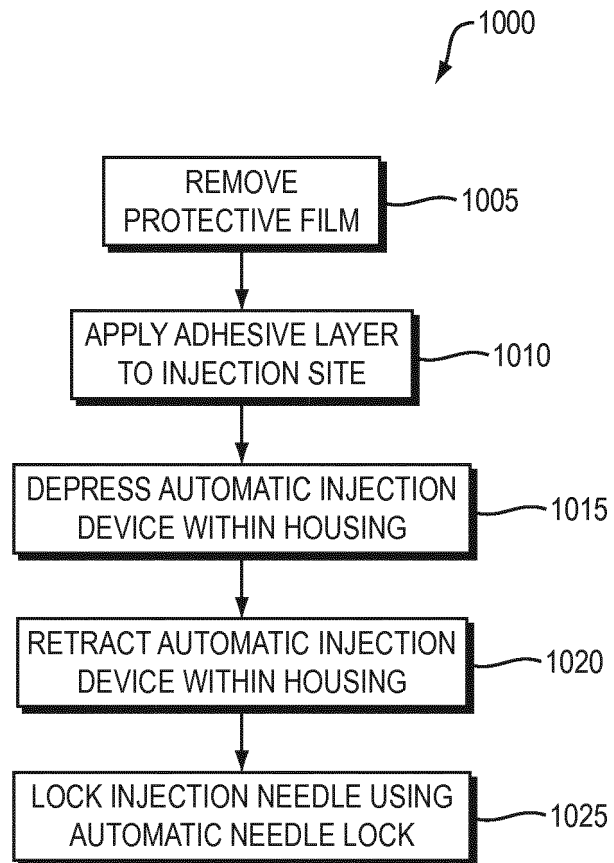 1000
REMOVE
PROTECTIVE FILM
1005
APPLY ADHESIVE LAYER
TO INJECTION SITE
1010
DEPRESS AUTOMATIC INJECTION
DEVICE WITHIN HOUSING
1015
RETRACT AUTOMATIC INJECTION
DEVICE WITHIN HOUSING
1020
LOCK INJECTION NEEDLE USING
AUTOMATIC NEEDLE LOCK
1025